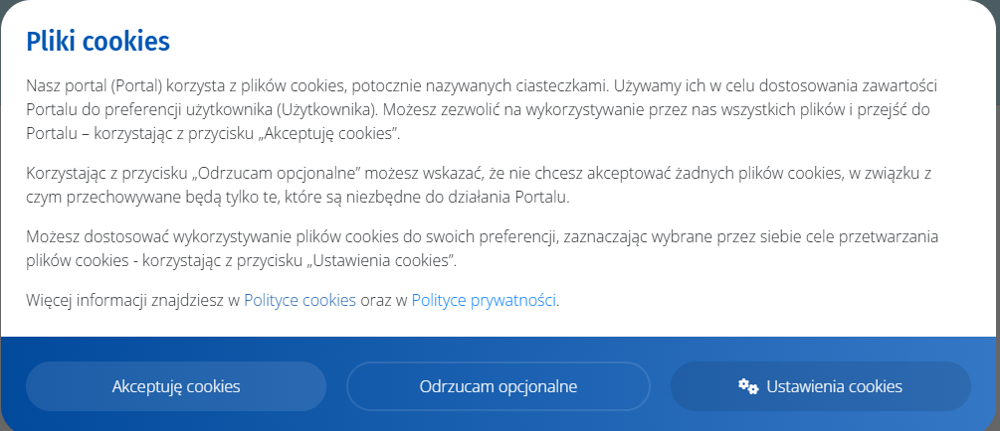 Pliki cookies
Nasz portal (Portal) korzysta z plików cookies, potocznie nazywanych ciasteczkami. Używamy ich w celu dostosowania zawartości
Portalu do preferencji użytkownika (Użytkownika). Możesz zezwolić na wykorzystywanie przez nas wszystkich plików i przejść do
Portalu – korzystając z przycisku „Akceptuję cookies”.
Korzystając z przycisku „Odrzucam opcjonalne” możesz wskazać, że nie chcesz akceptować żadnych plików cookies, w związku z
czym przechowywane będą tylko te, które są niezbędne do działania Portalu.
Możesz dostosować wykorzystywanie plików cookies do swoich preferencji, zaznaczając wybrane przez siebie cele przetwarzania
plików cookies - korzystając z przycisku „Ustawienia cookies”.
Więcej informacji znajdziesz w Polityce cookies oraz w Polityce prywatności.
Akceptuję cookies
Odrzucam opcjonalne
Ustawienia cookies